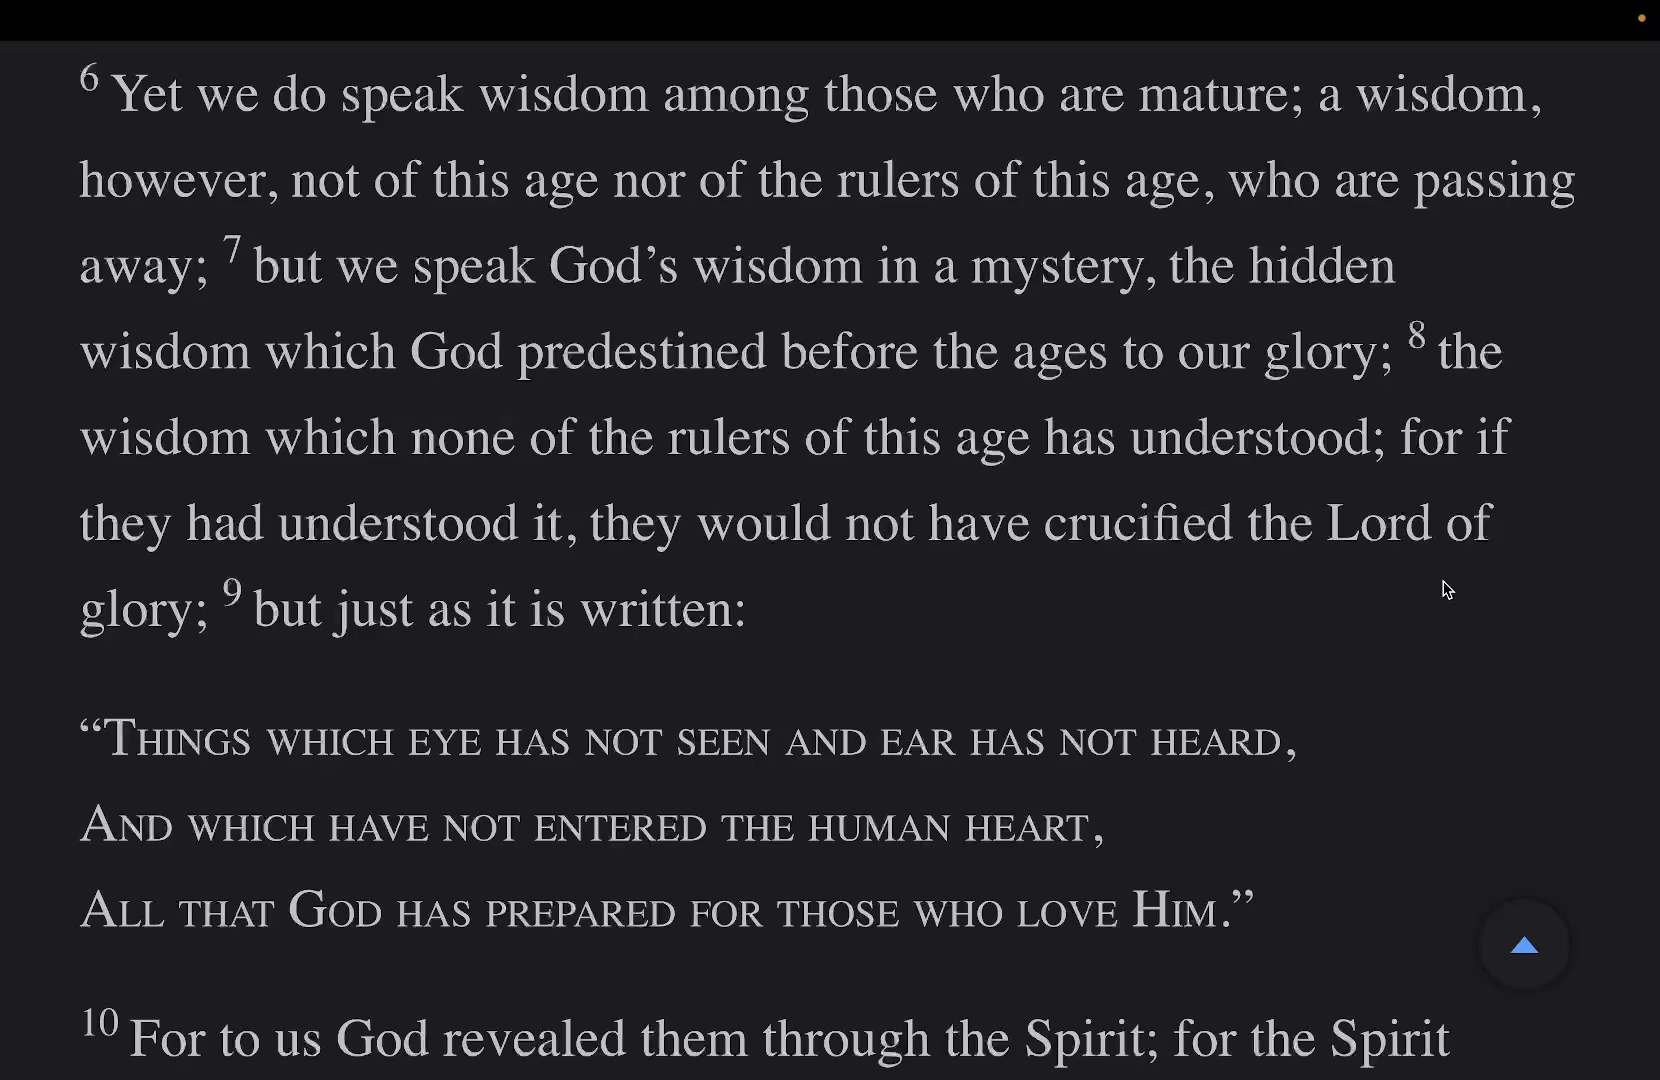 6 Yet we do speak wisdom among those who are mature; a wisdom,
however, not of this age nor of the rulers of this age, who are passing
away; 7 but we speak God’s wisdom in a mystery, the hidden
wisdom which God predestined before the ages to our glory; 8 the
wisdom which none of the rulers of this age has understood; for if
they had understood it, they would not have crucified the Lord of
glory; 9 but just as it is written:
“Things which eye has not seen and ear has not heard,
And which have not entered the human heart,
All that God has prepared for those who love Him.”
10 For to us God revealed them through the Spirit; for the Spirit